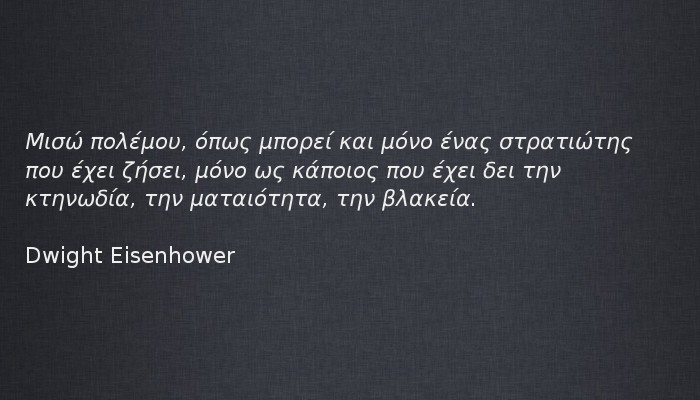 Μισώ πολέμου, όπως μπορεί και μόνο ένας στρατιώτης
που έχει ζήσει, μόνο ως κάποιος που έχει δει την
κτηνωδία, την ματαιότητα, την βλακεία.
Dwight Eisenhower